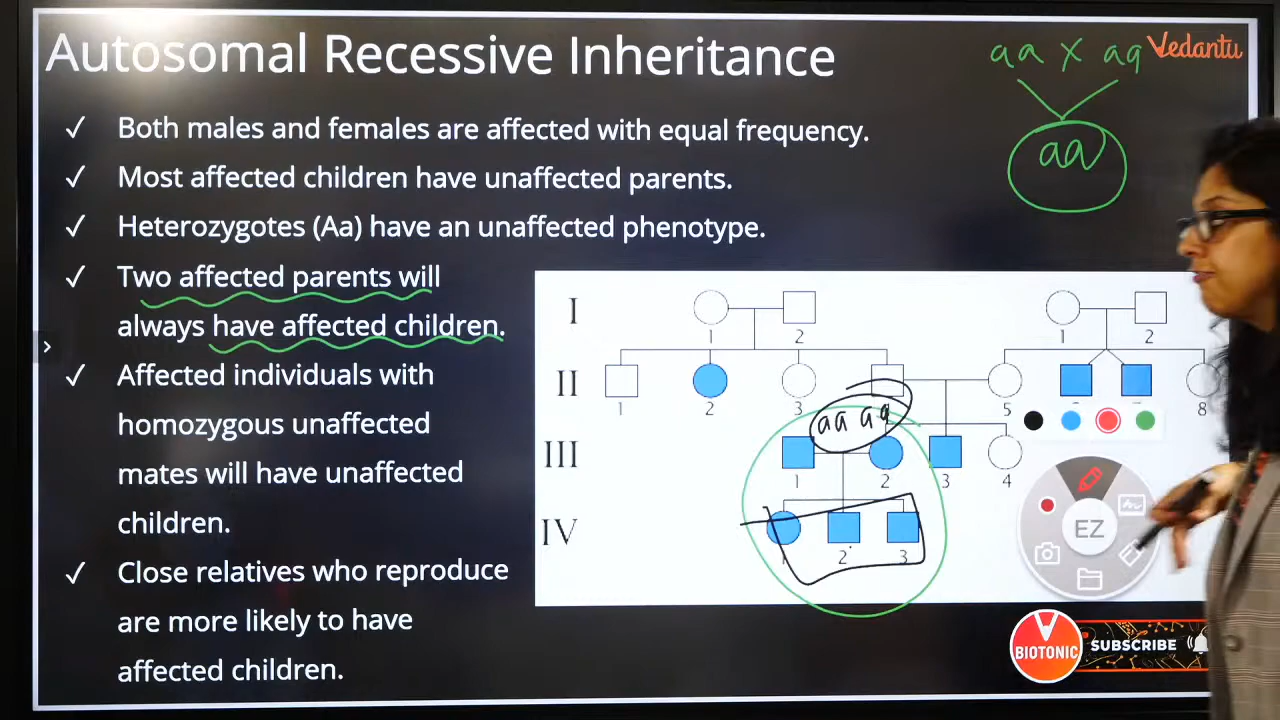 Autosomal Recessive Inheritance
aa x aa
Vedantu
aa
✓ Both males and females are affected with equal frequency.
✓ Most affected children have unaffected parents.
✓ Heterozygotes (Aa) have an unaffected phenotype.
✓ Two affected parents will
always have affected children.
✓ Affected individuals with
homozygous unaffected
mates will have unaffected
children.
✓ Close relatives who reproduce
are more likely to have
affected children.
I
1 2 1 2
II
1 2 3 5 8
aa aa
III
1 2 3 4
IV
1 2 3
EZ
BIOTONIC
SUBSCRIBE